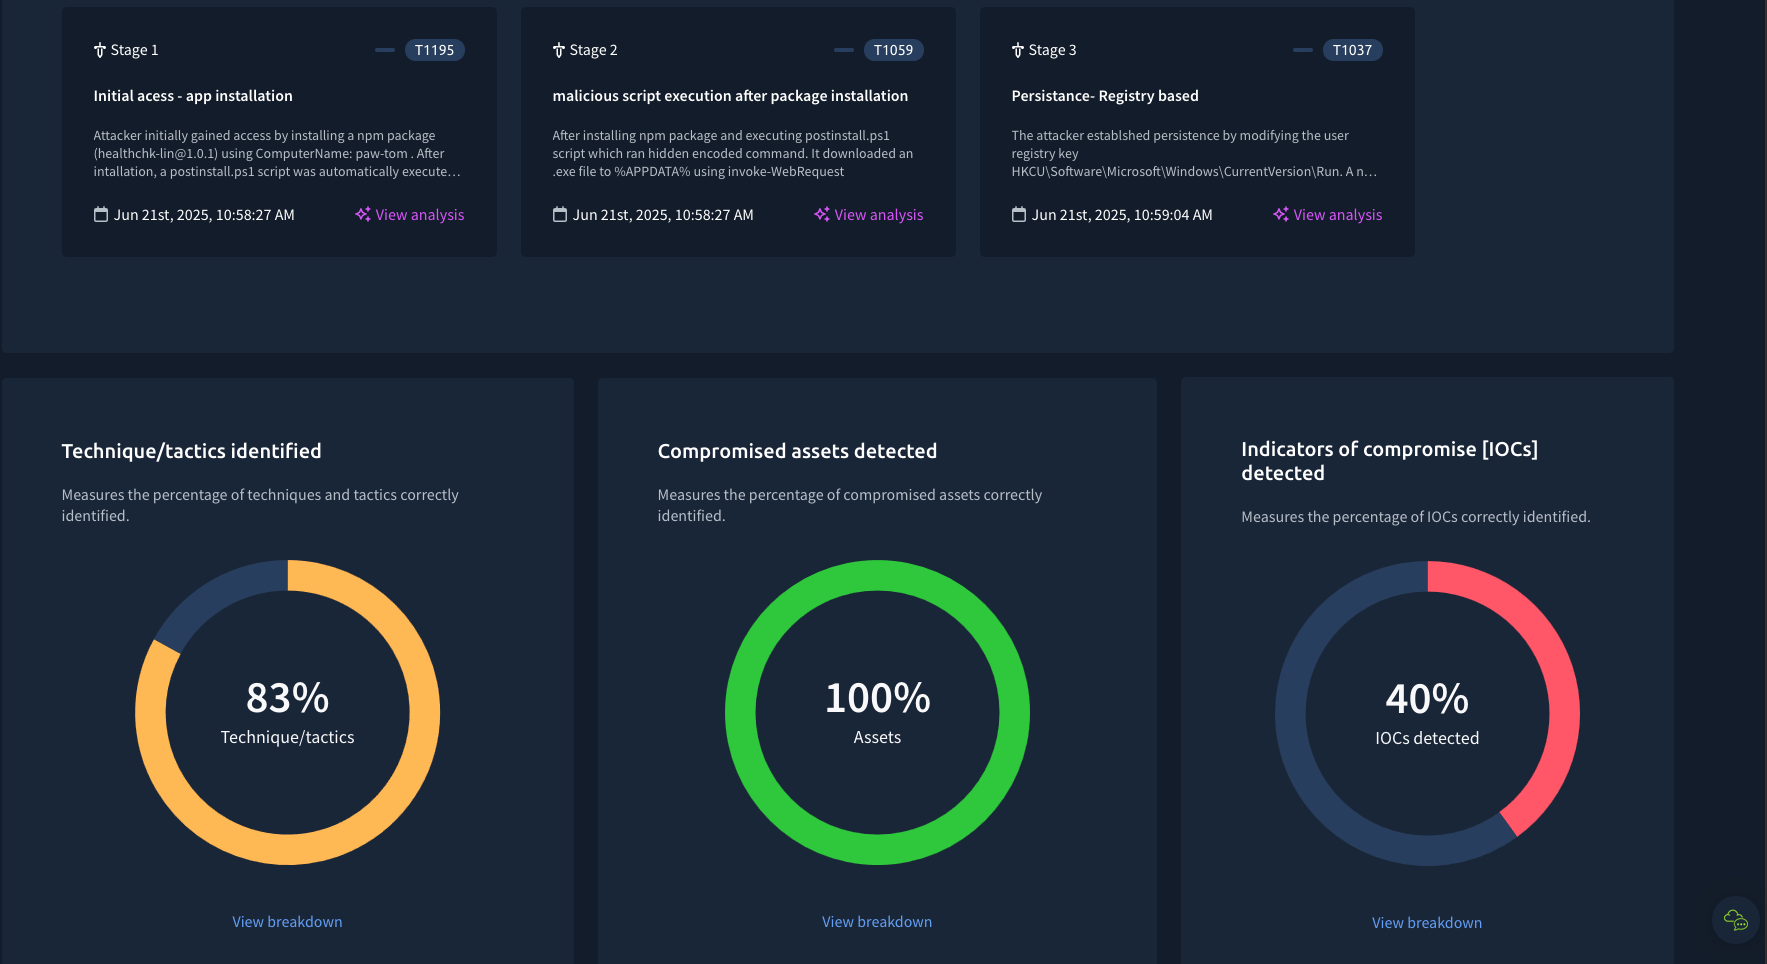 Stage 1
T1195
Initial acess - app installation
Attacker initially gained access by installing a npm package
(healthchk-lin@1.0.1) using ComputerName: paw-tom . After
intallation, a postinstall.ps1 script was automatically execute…
Jun 21st, 2025, 10:58:27 AM
View analysis
Stage 2
T1059
malicious script execution after package installation
After installing npm package and executing postinstall.ps1
script which ran hidden encoded command. It downloaded an
.exe file to %APPDATA% using invoke-WebRequest
Jun 21st, 2025, 10:58:27 AM
View analysis
Stage 3
T1037
Persistance- Registry based
The attacker establshed persistence by modifying the user
registry key
HKCU\Software\Microsoft\Windows\CurrentVersion\Run. A n…
Jun 21st, 2025, 10:59:04 AM
View analysis
Technique/tactics identified
Measures the percentage of techniques and tactics correctly
identified.
83%
Technique/tactics
View breakdown
Compromised assets detected
Measures the percentage of compromised assets correctly
identified.
100%
Assets
View breakdown
Indicators of compromise [IOCs]
detected
Measures the percentage of IOCs correctly identified.
40%
IOCs detected
View breakdown